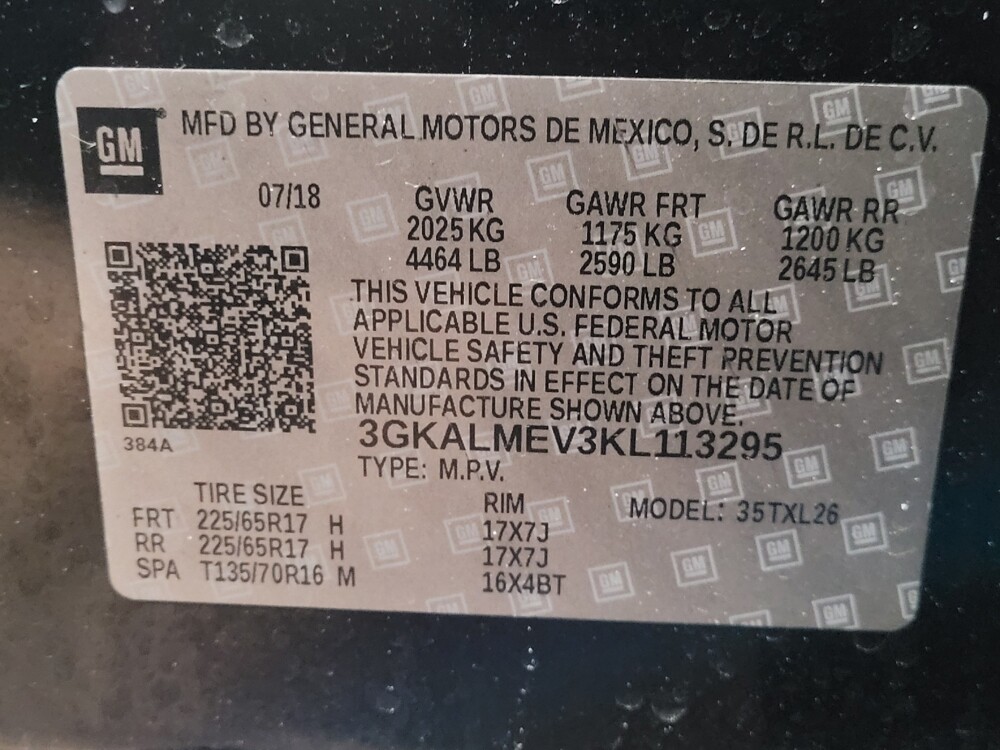 GM ® MFD BY GENERAL MOTORS DE MEXICO, S. DE R.L. DE C.V.
07/18 GVWR GAWR FRT GAWR RR
2025 KG 1175 KG 1200 KG
4464 LB 2590 LB 2645 LB
THIS VEHICLE CONFORMS TO ALL
APPLICABLE U.S. FEDERAL MOTOR
VEHICLE SAFETY AND THEFT PREVENTION
STANDARDS IN EFFECT ON THE DATE OF
MANUFACTURE SHOWN ABOVE.
384A
3GKALMEV3KL113295
TYPE: M.P.V.
TIRE SIZE RIM MODEL: 35TXL26
FRT 225/65R17 H 17X7J
RR 225/65R17 H 17X7J
SPA T135/70R16 M 16X4BT